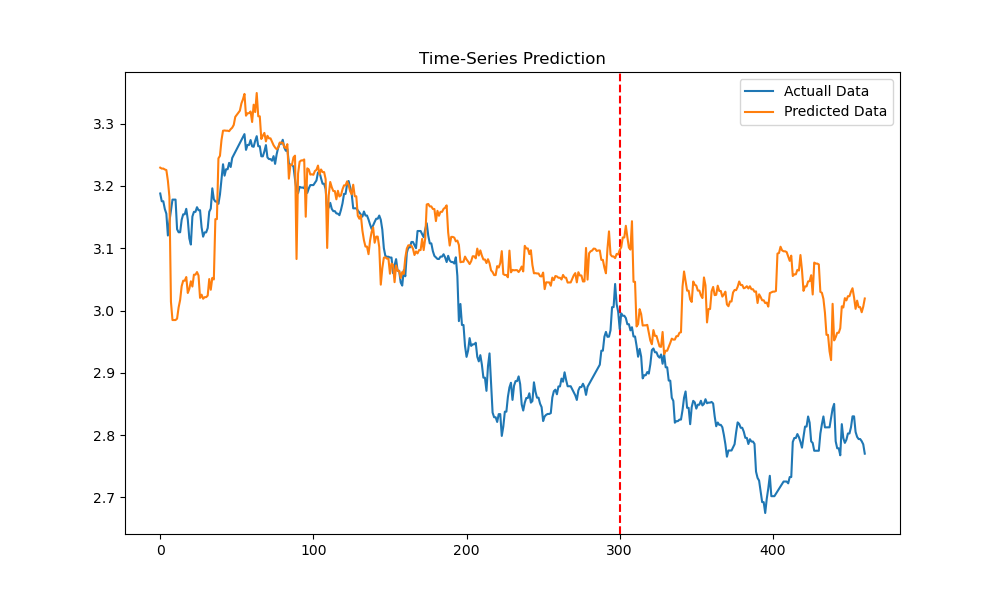 Time-Series Prediction
Actuall Data
Predicted Data
3.3
3.2
3.1
3.0
2.9
2.8
2.7
0 100 200 300 400